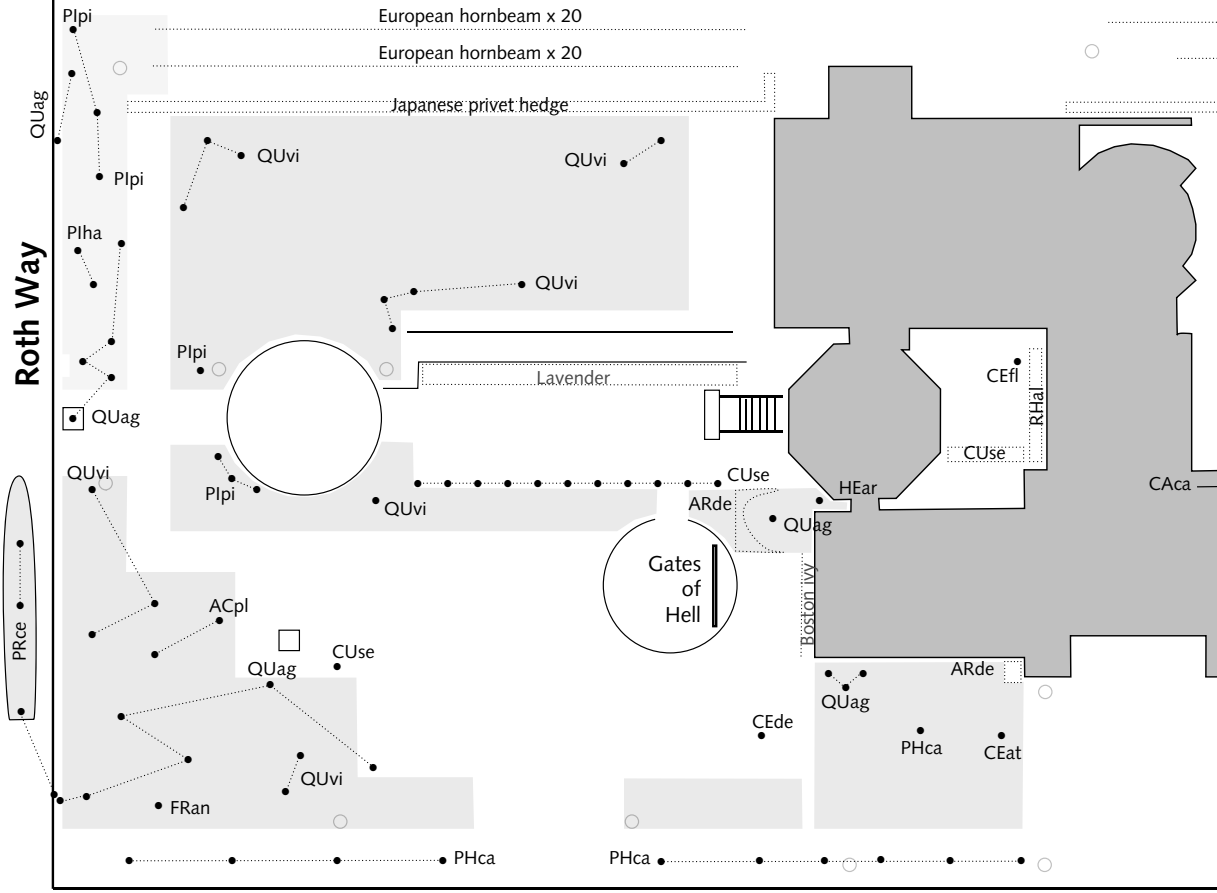 PIpi
European hornbeam x 20
European hornbeam x 20
Japanese privet hedge
QUag
QUvi
QUvi
PIpi
PIha
Roth Way
QUvi
PIpi
Lavender
CEfl
RHal
QUag
CUse
QUvi
CUse
PIpi
HEar
CAca
ARde
QUvi
QUag
Gates
of
Hell
Boston ivy
PRce
ACpl
CUse
QUag
ARde
QUag
CEde
PHca
CEat
QUvi
FRan
PHca
PHca